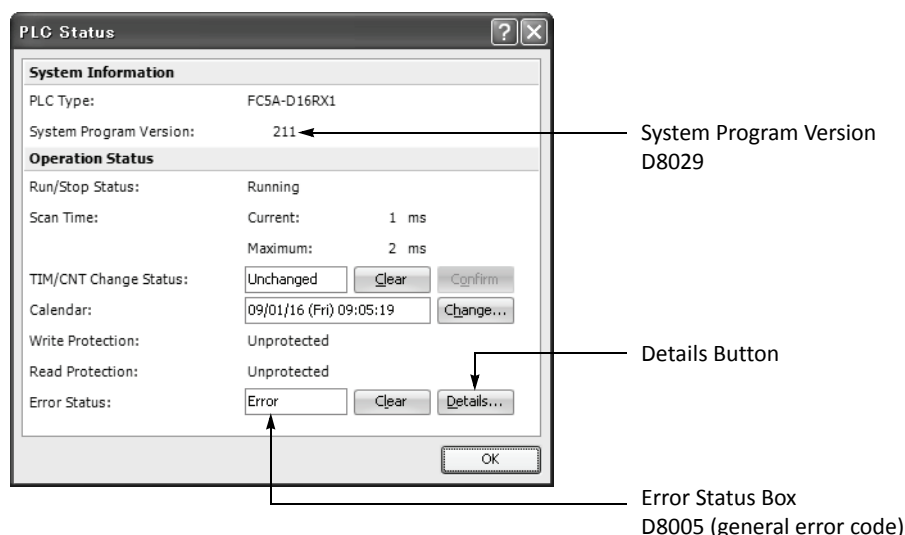 PLC Status
System Information
PLC Type: FC5A-D16RX1
System Program Version: 211
System Program Version
D8029
Operation Status
Run/Stop Status: Running
Scan Time: Current: 1 ms
Maximum: 2 ms
TIM/CNT Change Status: Unchanged Clear Confirm
Calendar: 09/01/16 (Fri) 09:05:19 Change...
Write Protection: Unprotected
Details Button
Read Protection: Unprotected
Error Status: Error Clear Details...
OK
Error Status Box
D8005 (general error code)